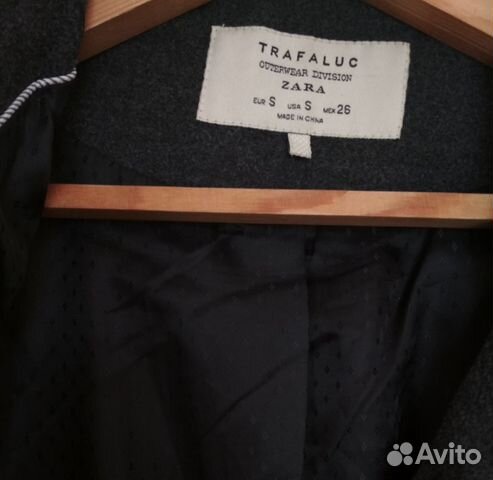 TRAFALUC
OUTERWEAR DIVISION
ZARA
EUR S USA S MEX 26
MADE IN CHINA
Avito